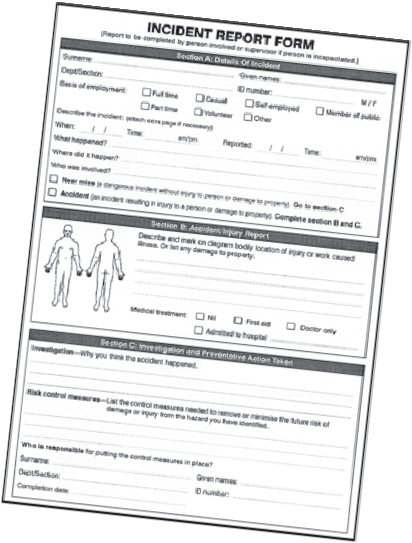 INCIDENT REPORT FORM
[Report to be completed by person involved or supervisor if person is incapacitated.]
Section A: Details Of Incident
Surname: Given names:
Dept/Section: ID number: M / F
Basis of employment: Full time Casual Self employed Member of public
Part time Volunteer Other
Describe the incident: (attach extra page if necessary)
When: / / Time: am/pm Reported: / / Time: am/pm
What happened?
Where did it happen?
Who was involved?
Near miss (a dangerous incident without injury to person or damage to property). Go to section C
Accident (an incident resulting in injury to a person or damage to property). Complete section B and C.
Section B: Accident/Injury Report
Describe and mark on diagram bodily location of injury or work caused
illness. Or list any damage to property.
Medical treatment: Nil First aid Doctor only
Admitted to hospital
Section C: Investigation and Preventative Action Taken
Investigation—Why you think the accident happened.
Risk control measures—List the control measures needed to remove or minimise the future risk of
damage or injury from the hazard you have identified.
Who is responsible for putting the control measures in place?
Surname: Given names:
Dept/Section: ID number:
Completion date: